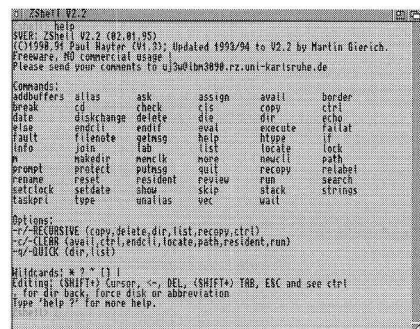 ZShell V2.2
help
$VER: ZShell V2.2 (02.01.95)
(C)1990,91 Paul Hayter (V1.3); Updated 1993/94 to V2.2 by Martin Gierich.
Freeware, NO commercial usage
Please send your comments to uj3w@ibm3090.rz.uni-karlsruhe.de
Commands:
addbuffers alias ask assign avail border
break cd check cls copy ctrl
date diskchange delete die dir echo
else endcli endif eval execute failat
fault filenote getmsg help htype if
info join lab list locate lock
m makedir memclk more newcli path
prompt protect putmsg quit recopy relabel
rename reset resident review run search
setclock setdate show skip stack strings
taskpri type unalias vec wait
Options:
-r/-RECURSIVE (copy,delete,dir,list,recopy,ctrl)
-c/-CLEAR (avail,ctrl,endcli,locate,path,resident,run)
-q/-QUICK (dir,list)
Wildcards: * ? ~ [] |
Editing: (SHIFT+) Cursor, <-, DEL, (SHIFT+) TAB, ESC and see ctrl
, for dir back, force disk or abbreviation
Type 'help ?' for more help.